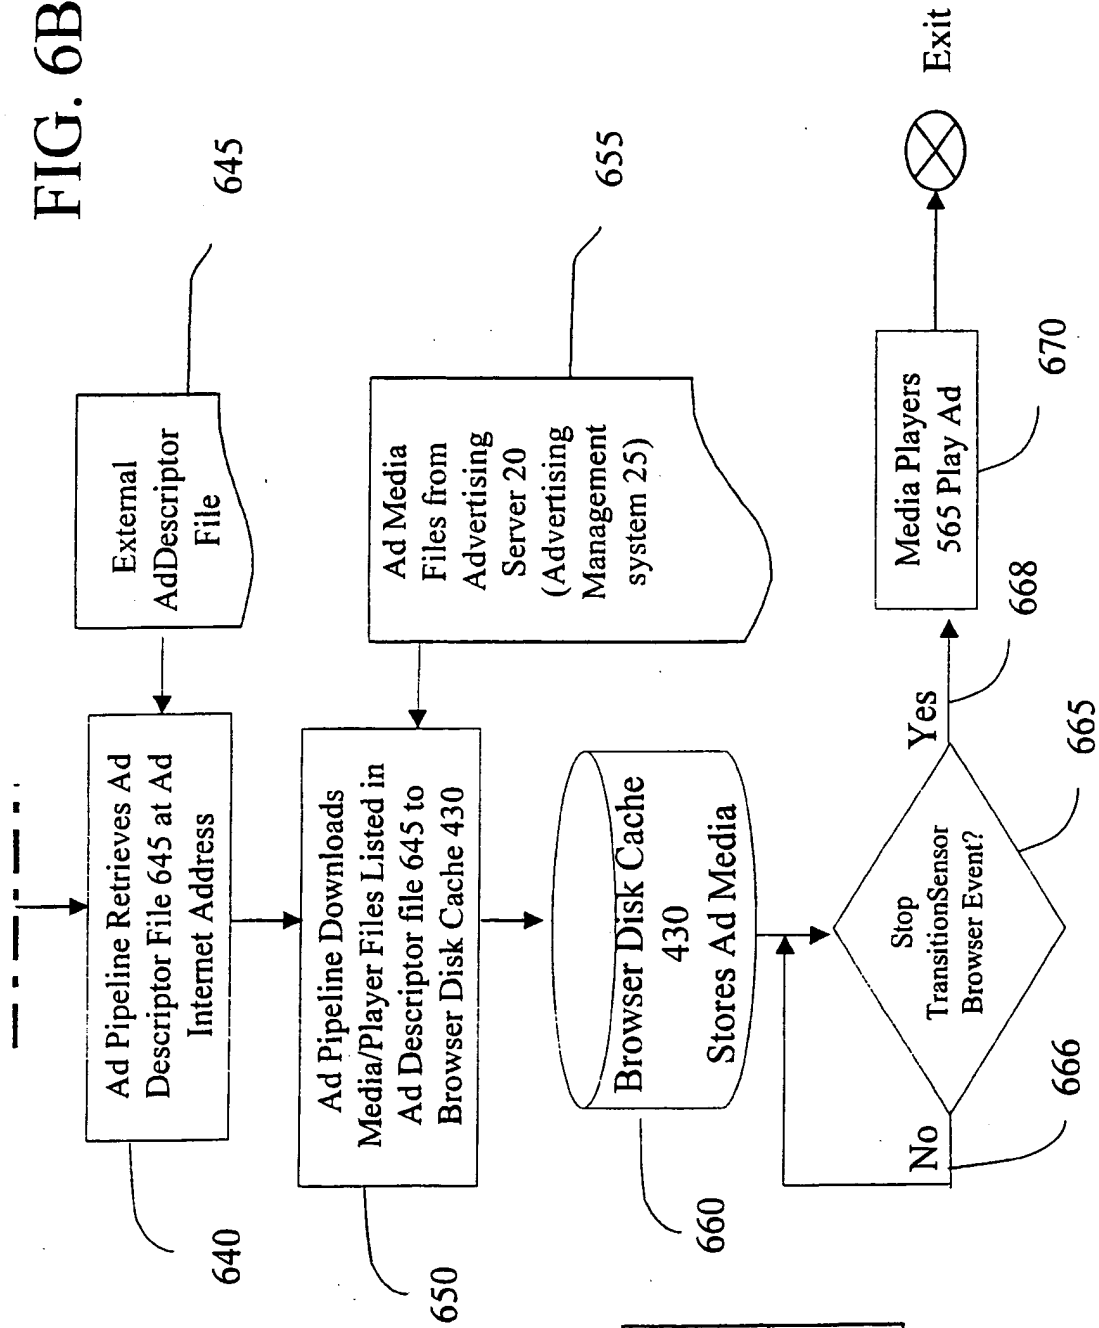 FIG. 6B
Ad Pipeline Retrieves Ad
Descriptor File 645 at Ad
Internet Address
640
External
AdDescriptor
File
645
Ad Pipeline Downloads
Media/Player Files Listed in
Ad Descriptor file 645 to
Browser Disk Cache 430
650
Ad Media
Files from
Advertising
Server 20
(Advertising
Management
system 25)
655
Browser Disk Cache
430
Stores Ad Media
660
Stop
TransitionSensor
Browser Event?
665
No
666
Yes
668
Media Players
565 Play Ad
670
Exit